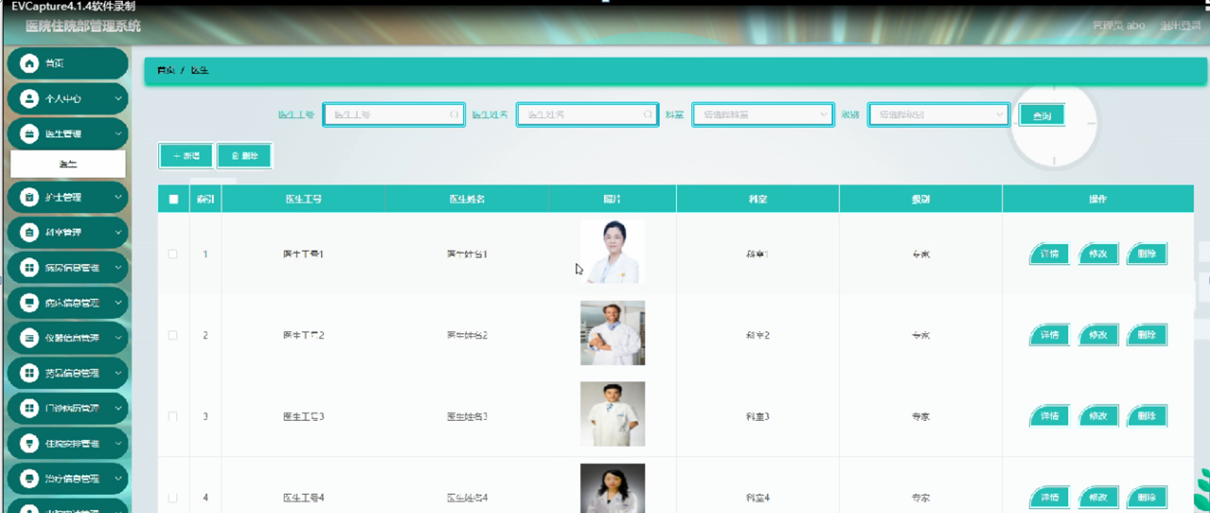 EVCapture4.1.4软件录制
医院住院部管理系统
管理员 abo 退出登录
首页
个人中心
医生管理
医生
护士管理
科室管理
病房信息管理
病床信息管理
仪器信息管理
药品信息管理
门诊病历管理
住院安排管理
治疗信息管理
首页 / 医生
医生工号 医生工号 医生姓名 医生姓名 科室 请选择科室 级别 请选择级别 查询
+ 新增 删除
索引 医生工号 医生姓名 照片 科室 级别 操作
1 医生工号1 医生姓名1 科室1 专家 详情 修改 删除
2 医生工号2 医生姓名2 科室2 专家 详情 修改 删除
3 医生工号3 医生姓名3 科室3 专家 详情 修改 删除
4 医生工号4 医生姓名4 科室4 专家 详情 修改 删除